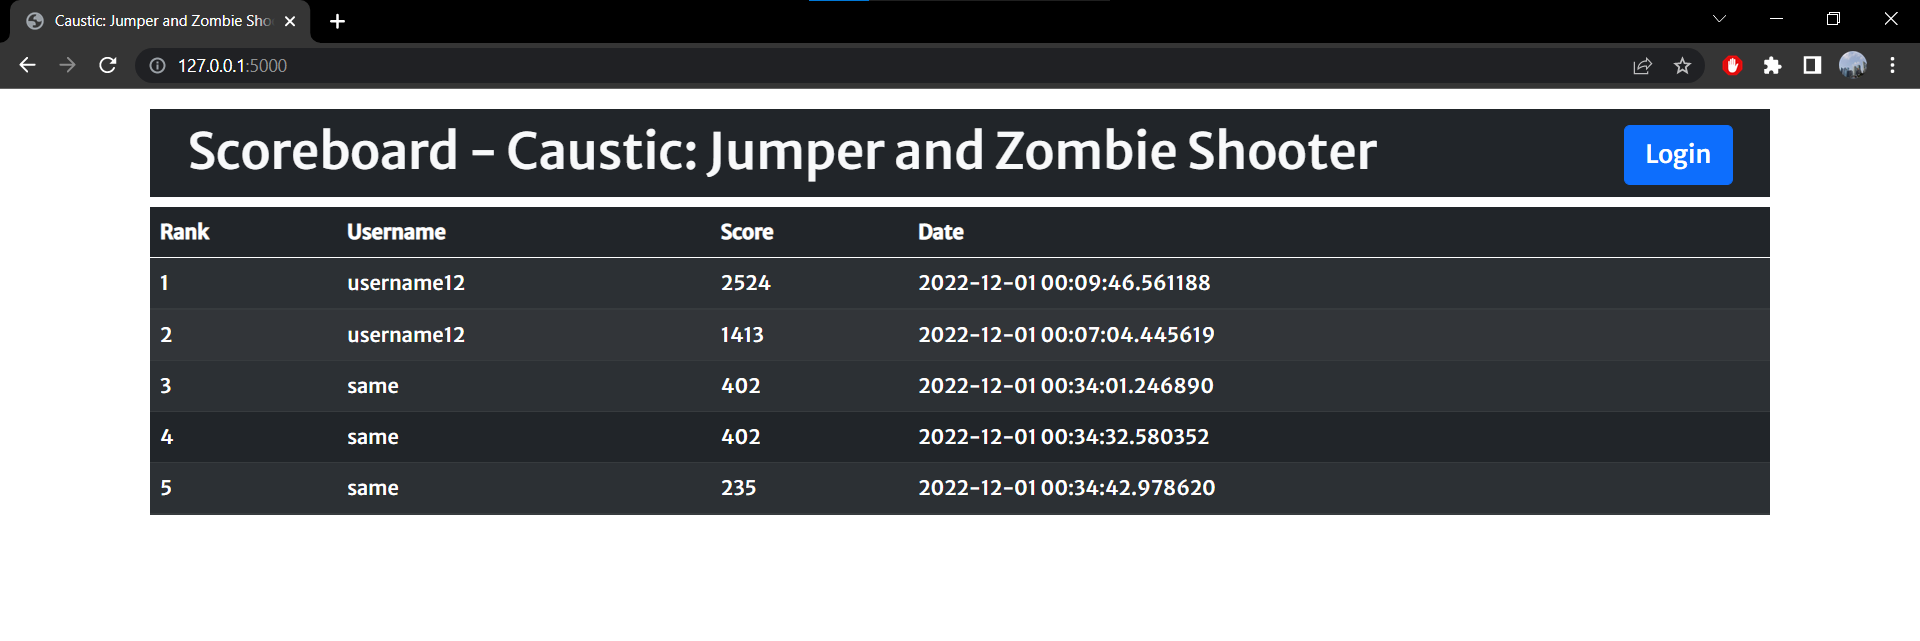 Caustic: Jumper and Zombie Sho
127.0.0.1:5000
Scoreboard - Caustic: Jumper and Zombie Shooter Login
Rank Username Score Date
1 username12 2524 2022-12-01 00:09:46.561188
2 username12 1413 2022-12-01 00:07:04.445619
3 same 402 2022-12-01 00:34:01.246890
4 same 402 2022-12-01 00:34:32.580352
5 same 235 2022-12-01 00:34:42.978620